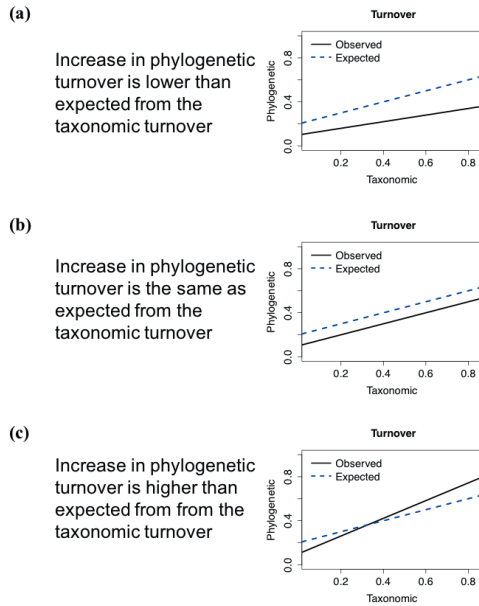 (a)
Increase in phylogenetic
turnover is lower than
expected from the
taxonomic turnover
Turnover
Observed
Expected
Phylogenetic
0.0 0.4 0.8
0.2 0.4 0.6 0.8
Taxonomic
(b)
Increase in phylogenetic
turnover is the same as
expected from the
taxonomic turnover
Turnover
Observed
Expected
Phylogenetic
0.0 0.4 0.8
0.2 0.4 0.6 0.8
Taxonomic
(c)
Increase in phylogenetic
turnover is higher than
expected from from the
taxonomic turnover
Turnover
Observed
Expected
Phylogenetic
0.0 0.4 0.8
0.2 0.4 0.6 0.8
Taxonomic